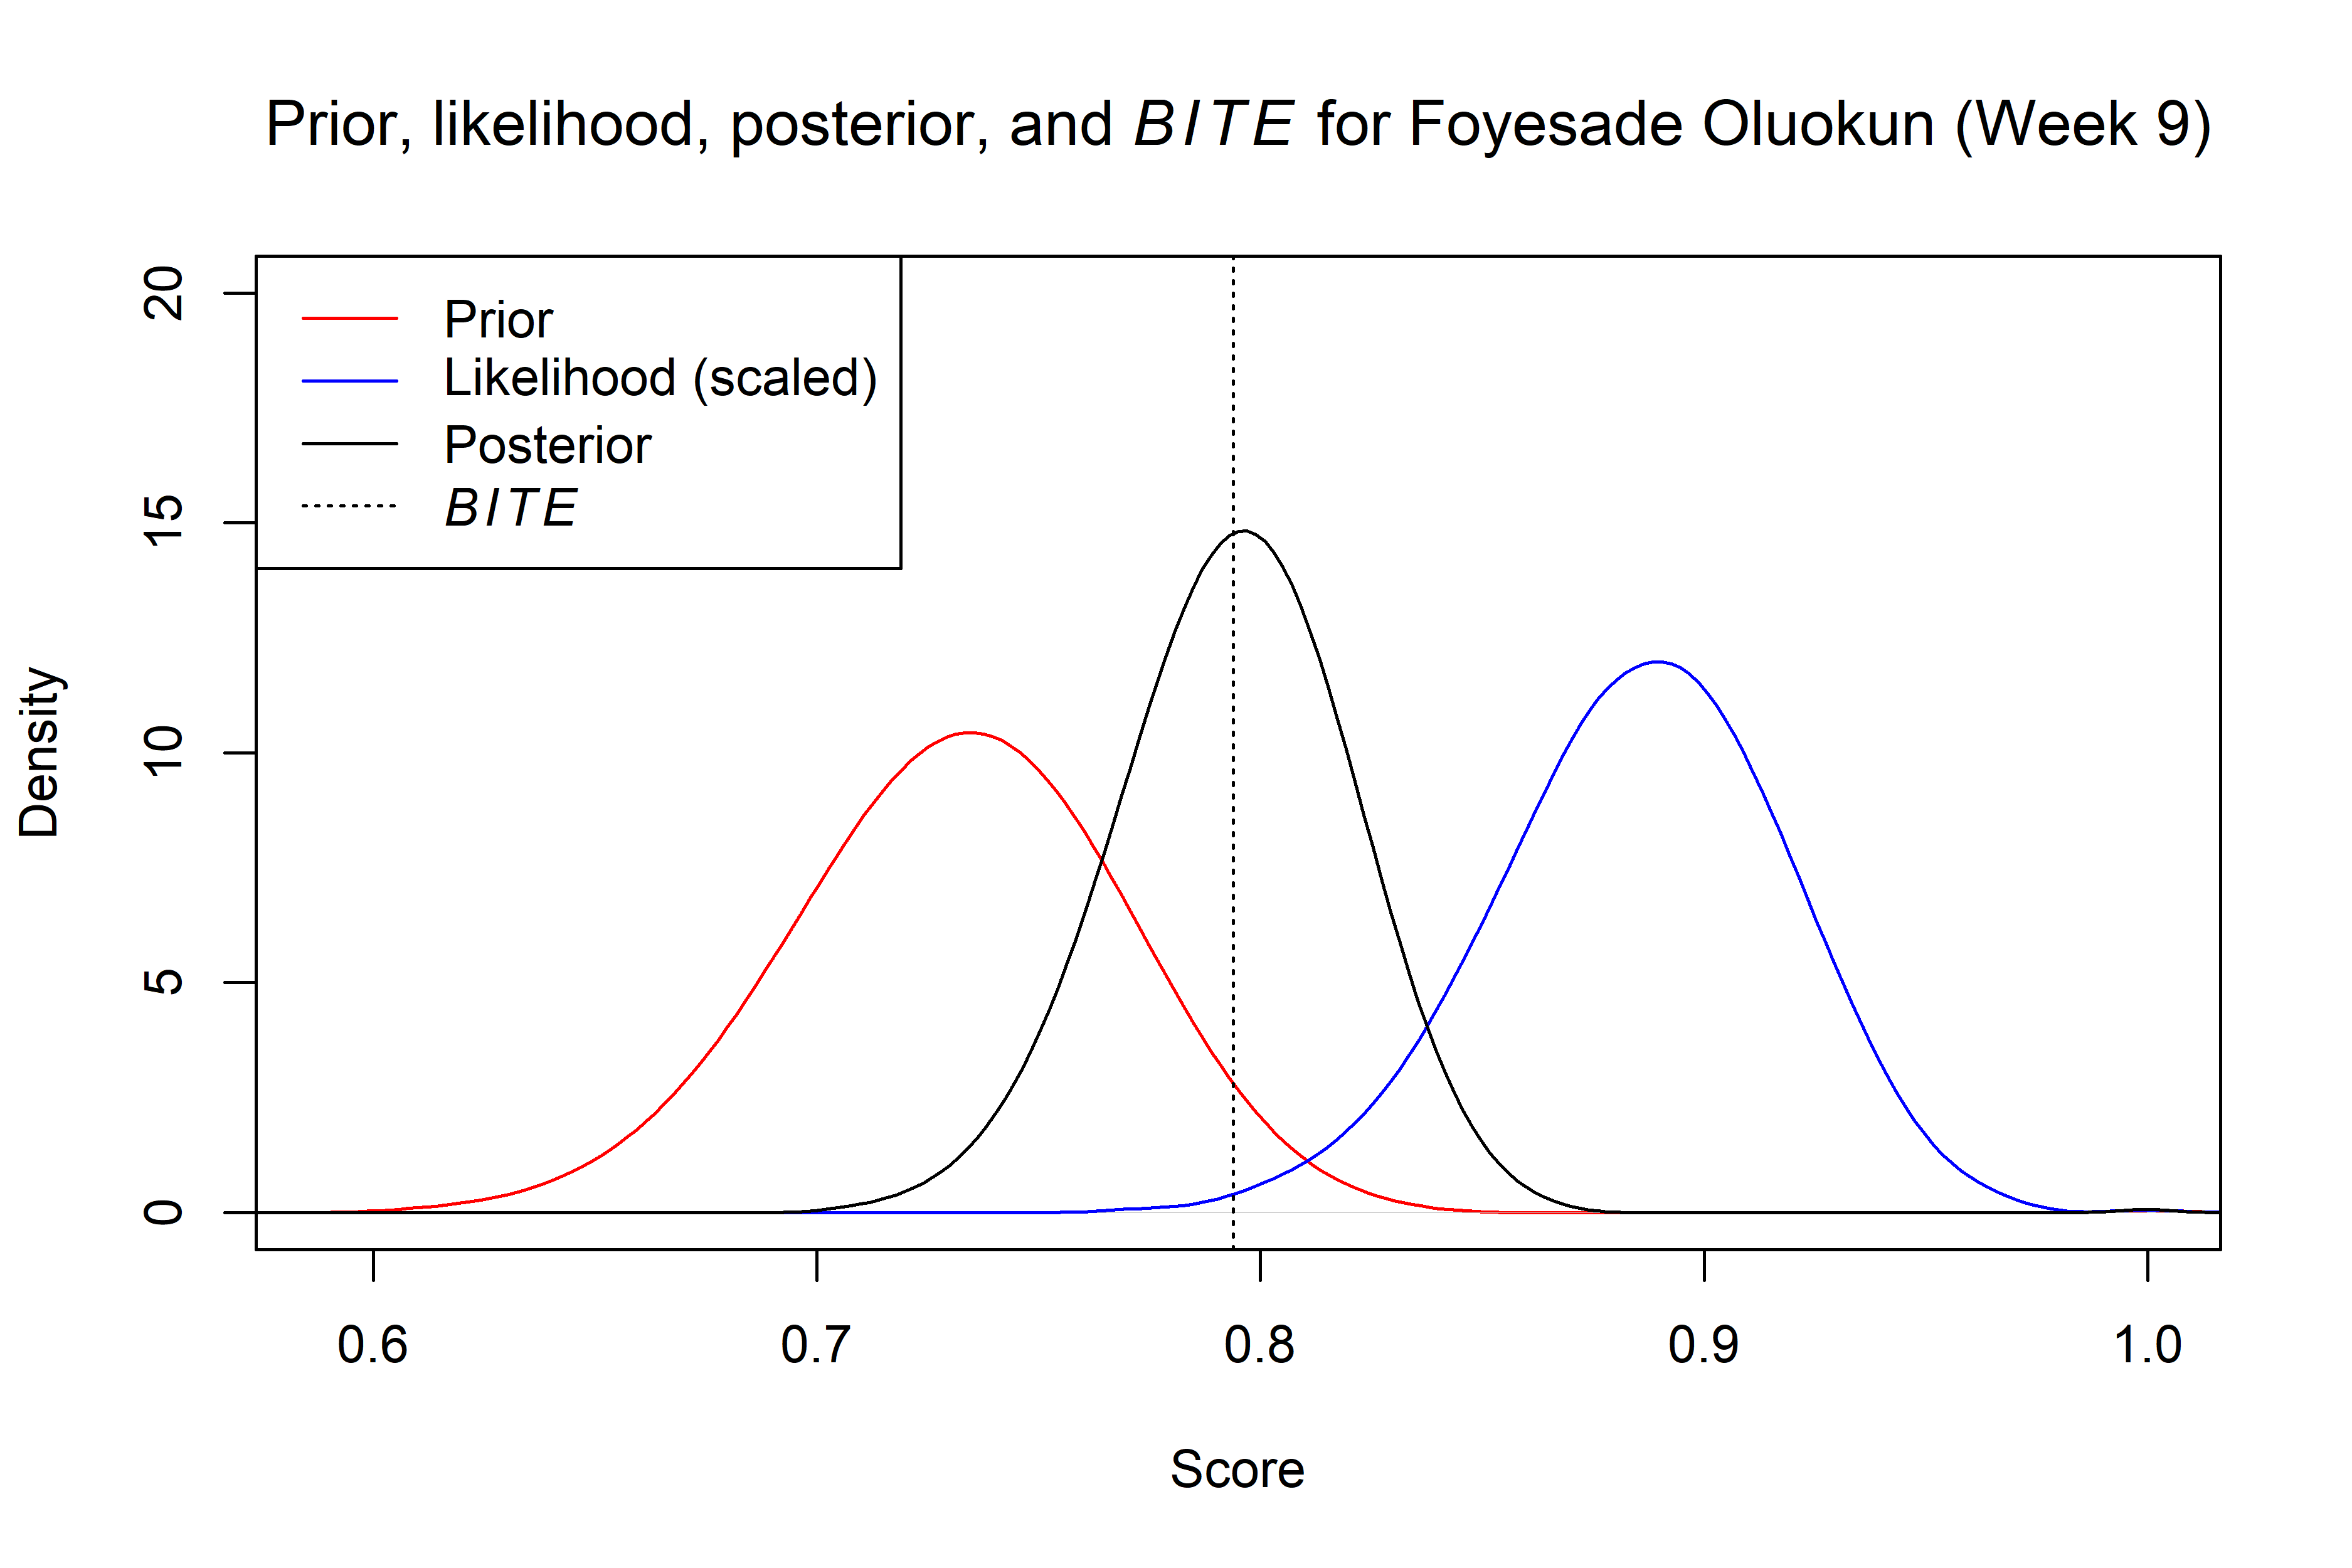 Prior, likelihood, posterior, and BITE for Foyesade Oluokun (Week 9)
Prior
Likelihood (scaled)
Posterior
BITE
Density
20
15
10
5
0
0.6 0.7 0.8 0.9 1.0
Score